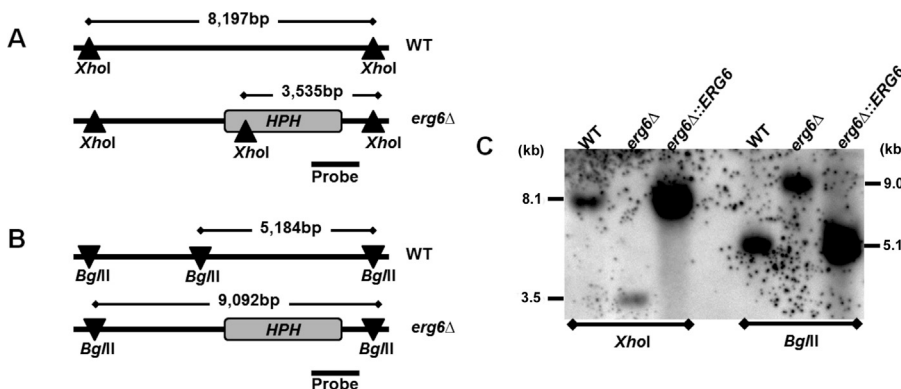 A
8,197bp
WT
XhoI
XhoI
3,535bp
HPH
erg6Δ
XhoI
XhoI
XhoI
Probe
B
5,184bp
WT
BglII
BglII
BglII
9,092bp
HPH
erg6Δ
BglII
BglII
Probe
C
(kb)
WT
erg6Δ
erg6Δ::ERG6
WT
erg6Δ
erg6Δ::ERG6
(kb)
8.1
3.5
9.0
5.1
XhoI
BglII